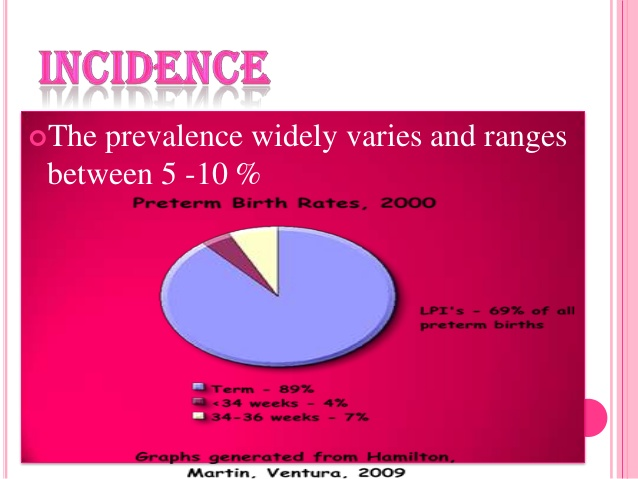 INCIDENCE
The prevalence widely varies and ranges
between 5 -10 %
Preterm Birth Rates, 2000
LPI's - 69% of all
preterm births
Term - 89%
<34 weeks - 4%
34-36 weeks - 7%
Graphs generated from Hamilton,
Martin, Ventura, 2009